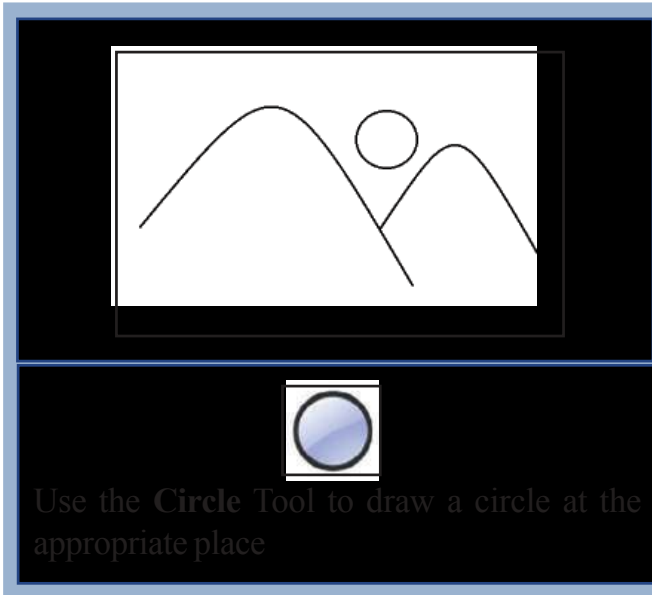 Use the Circle Tool to draw a circle at the
appropriate place